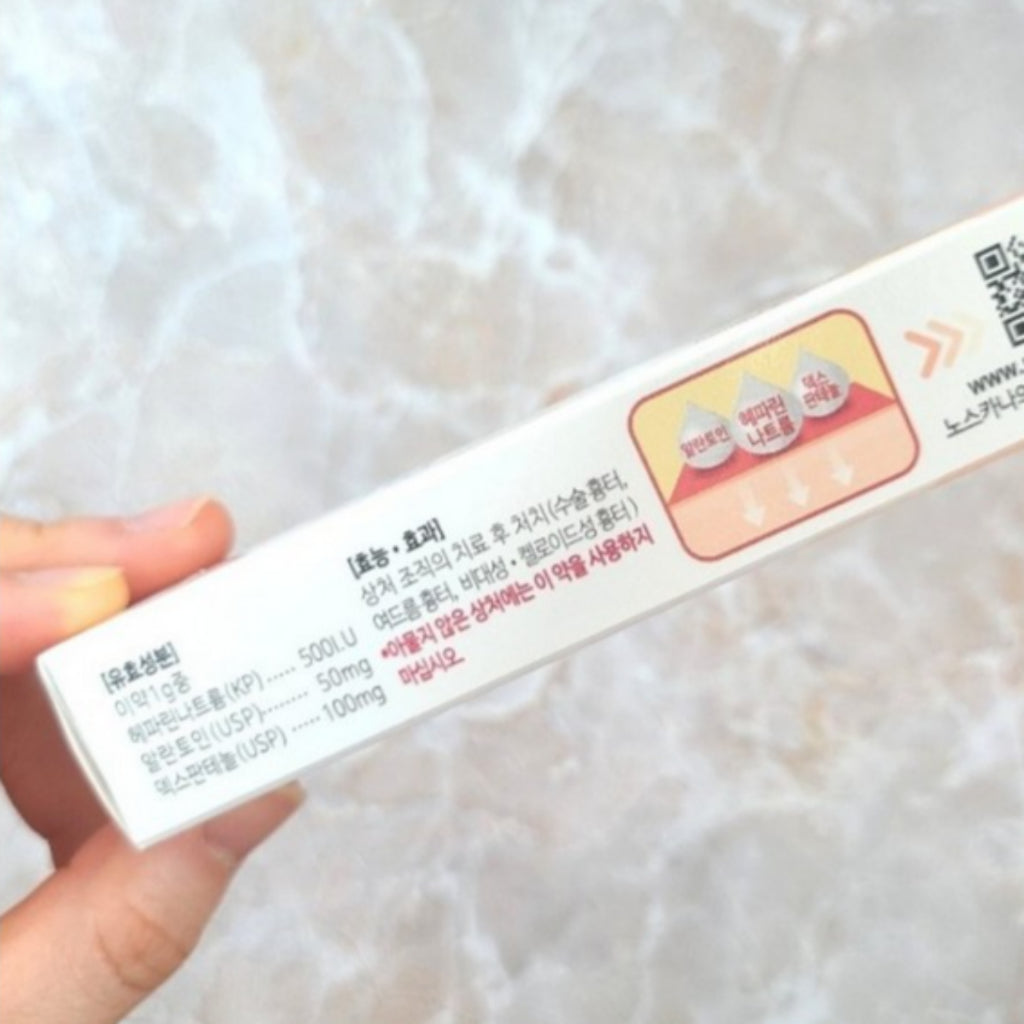 [유효성분]
이 약 1 g 중
헤파린나트륨(KP)····· 500I.U
알란토인(USP)········ 50mg
덱스판테놀(USP) ····· 100mg
[효능·효과]
상처 조직의 치료 후 처치(수술흉터,
여드름흉터, 비대성·켈로이드성 흉터)
*아물지 않은 상처에는 이 약을 사용하지
마십시오.
알란토인
헤파린
나트륨
덱스
판테놀
www.
노스카나